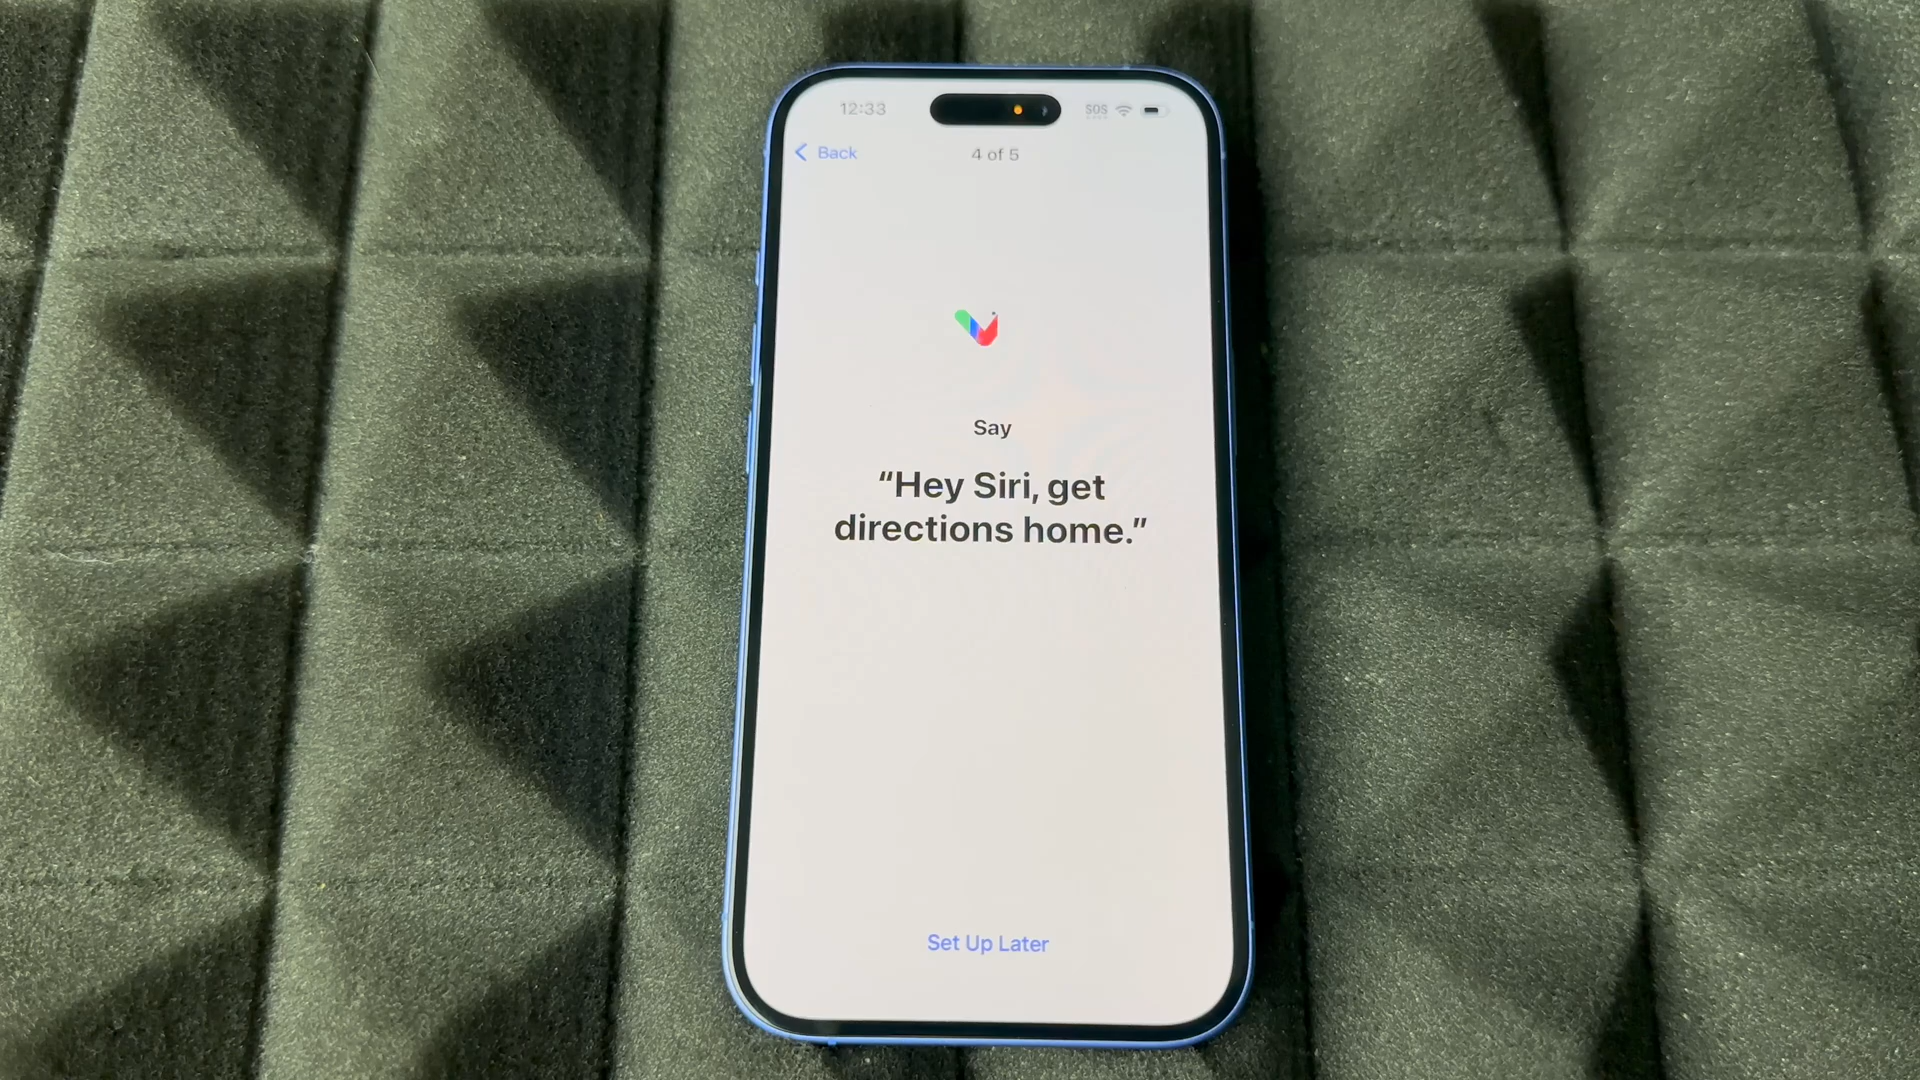 12:33
SOS
Back
4 of 5
Say
“Hey Siri, get
directions home.”
Set Up Later